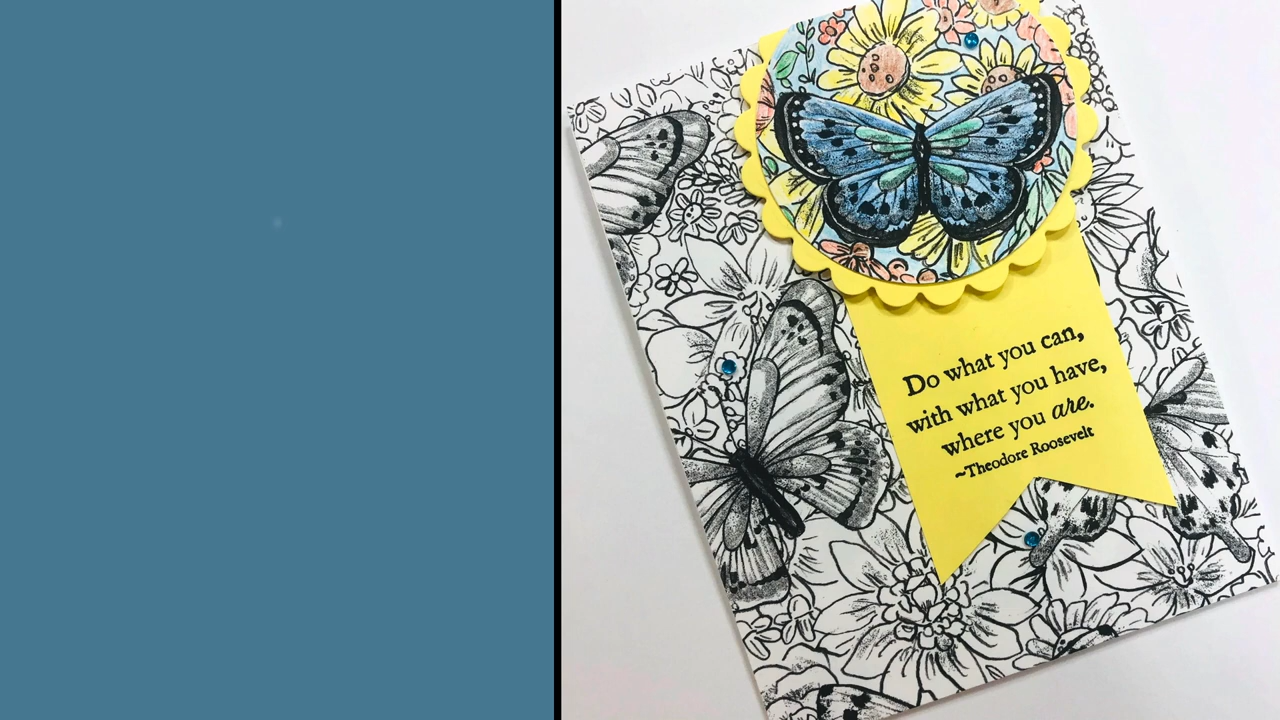 Do what you can,
with what you have,
where you are.
~Theodore Roosevelt